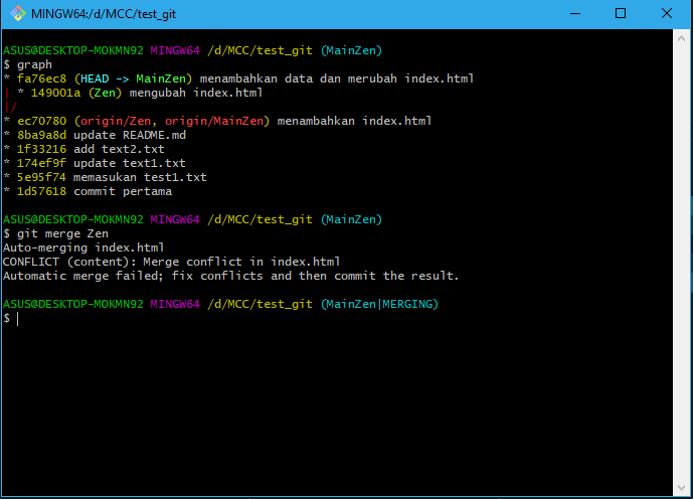 MINGW64:/d/MCC/test_git
ASUS@DESKTOP-MOKMN92 MINGW64 /d/MCC/test_git (MainZen)
$ graph
* fa76ec8 (HEAD -> MainZen) menambahkan data dan merubah index.html
| * 149001a (Zen) mengubah index.html
|/
* ec70780 (origin/Zen, origin/MainZen) menambahkan index.html
* 8ba9a8d update README.md
* 1f33216 add text2.txt
* 174ef9f update text1.txt
* 5e95f74 memasukan test1.txt
* 1d57618 commit pertama
ASUS@DESKTOP-MOKMN92 MINGW64 /d/MCC/test_git (MainZen)
$ git merge Zen
Auto-merging index.html
CONFLICT (content): Merge conflict in index.html
Automatic merge failed; fix conflicts and then commit the result.
ASUS@DESKTOP-MOKMN92 MINGW64 /d/MCC/test_git (MainZen|MERGING)
$